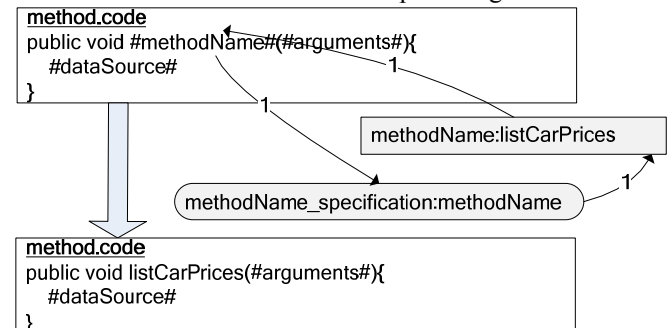 method.code
public void #methodName#(#arguments#){
#dataSource#
}
1
1
methodName:listCarPrices
methodName_specification:methodName
1
method.code
public void listCarPrices(#arguments#){
#dataSource#
}